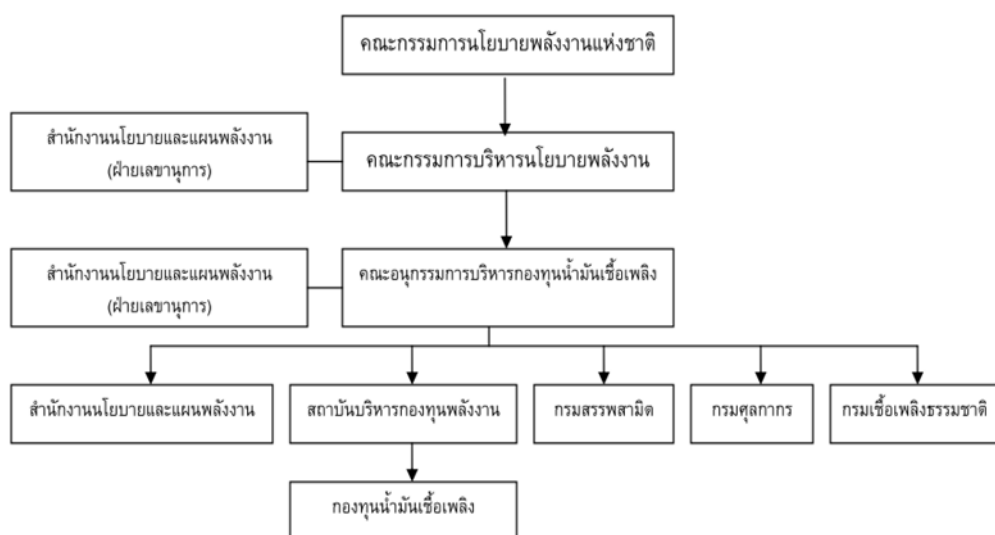 คณะกรรมการนโยบายพลังงานแห่งชาติ
สำนักงานนโยบายและแผนพลังงาน
(ฝ่ายเลขานุการ)
คณะกรรมการบริหารนโยบายพลังงาน
สำนักงานนโยบายและแผนพลังงาน
(ฝ่ายเลขานุการ)
คณะอนุกรรมการบริหารกองทุนน้ำมันเชื้อเพลิง
สำนักงานนโยบายและแผนพลังงาน
สถาบันบริหารกองทุนพลังงาน
กรมสรรพสามิต
กรมศุลกากร
กรมเชื้อเพลิงธรรมชาติ
กองทุนน้ำมันเชื้อเพลิง